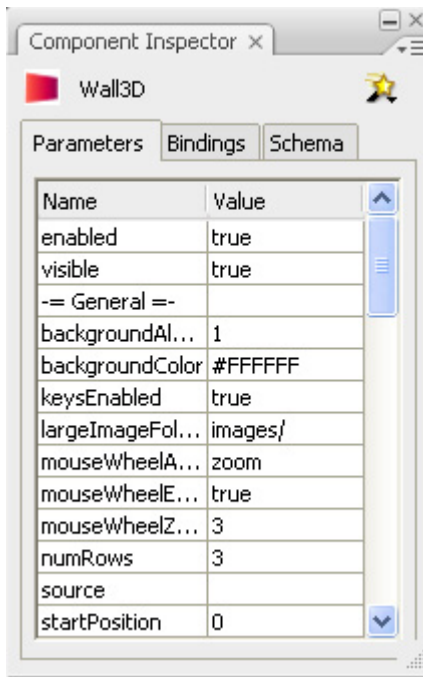 Component Inspector ×
Wall3D
Parameters Bindings Schema
Name Value
enabled true
visible true
-= General =-
backgroundAl... 1
backgroundColor #FFFFFF
keysEnabled true
largeImageFol... images/
mouseWheelA... zoom
mouseWheelE... true
mouseWheelZ... 3
numRows 3
source
startPosition 0